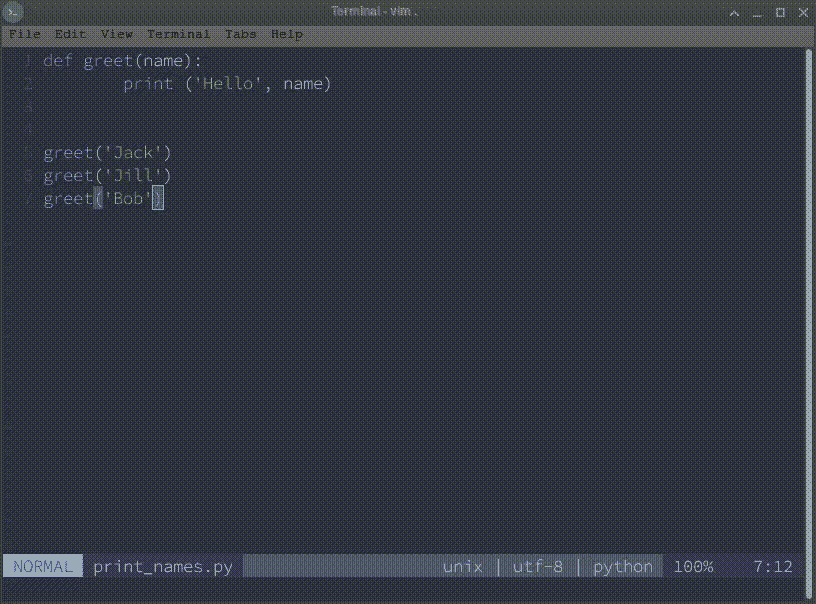 Terminal - Vim .
File Edit View Terminal Tabs Help
1 def greet(name):
2         print ('Hello', name)
3
4
5 greet('Jack')
6 greet('Jill')
7 greet('Bob')
NORMAL print_names.py unix | utf-8 | python 100% 7:12